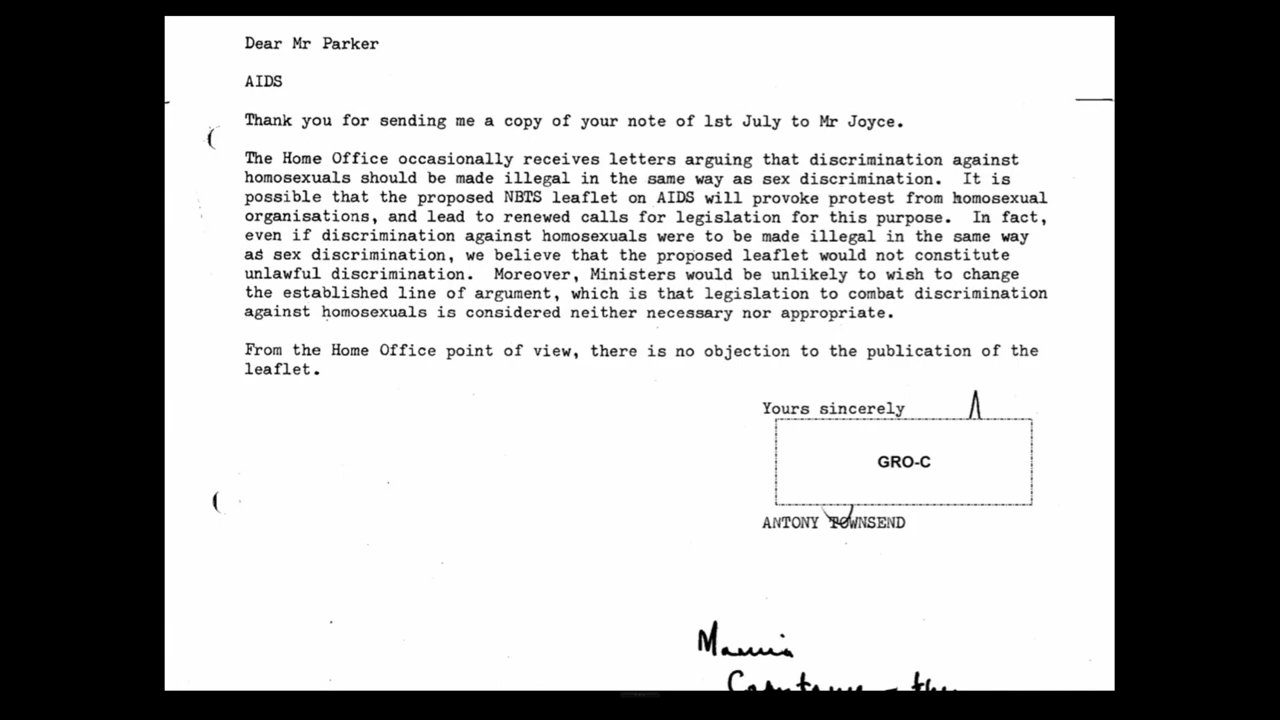 Dear Mr Parker
AIDS
Thank you for sending me a copy of your note of 1st July to Mr Joyce.
The Home Office occasionally receives letters arguing that discrimination against
homosexuals should be made illegal in the same way as sex discrimination. It is
possible that the proposed NBTS leaflet on AIDS will provoke protest from homosexual
organisations, and lead to renewed calls for legislation for this purpose. In fact,
even if discrimination against homosexuals were to be made illegal in the same way
as sex discrimination, we believe that the proposed leaflet would not constitute
unlawful discrimination. Moreover, Ministers would be unlikely to wish to change
the established line of argument, which is that legislation to combat discrimination
against homosexuals is considered neither necessary nor appropriate.
From the Home Office point of view, there is no objection to the publication of the
leaflet.
Yours sincerely
GRO-C
ANTONY TOWNSEND